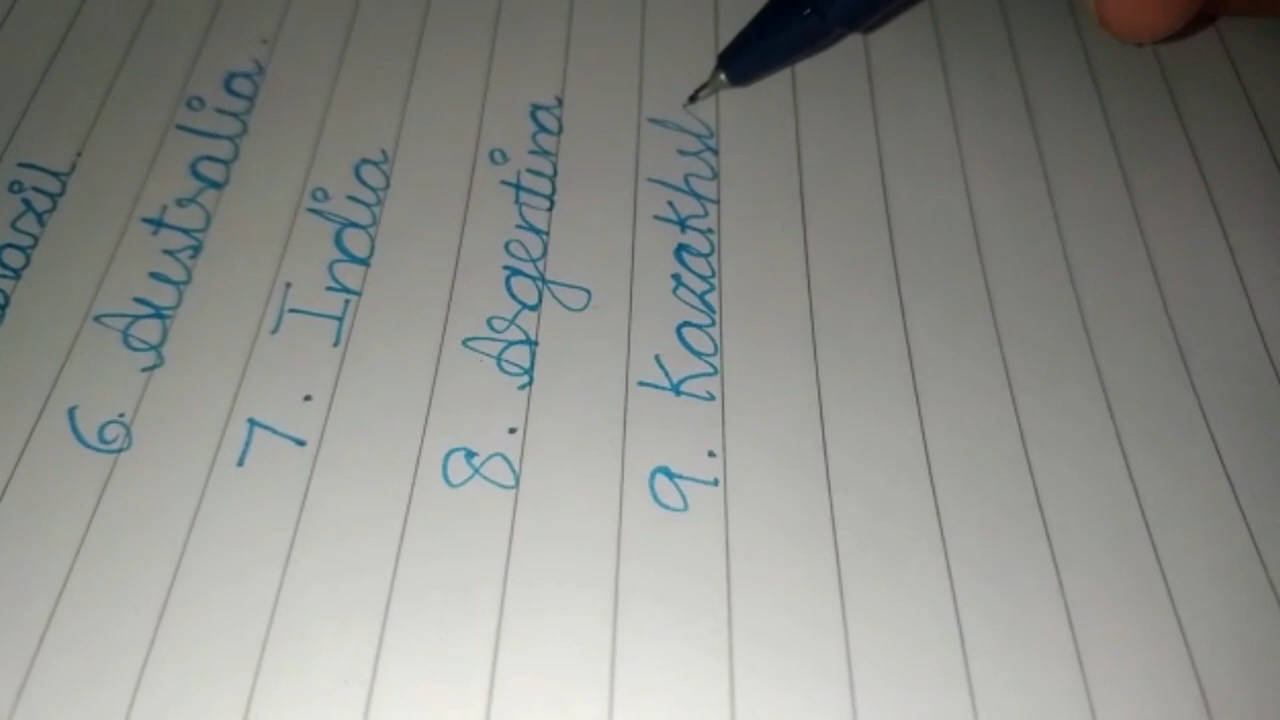 6. Australia.
7. India
8. Argentina
9. Kazakhs